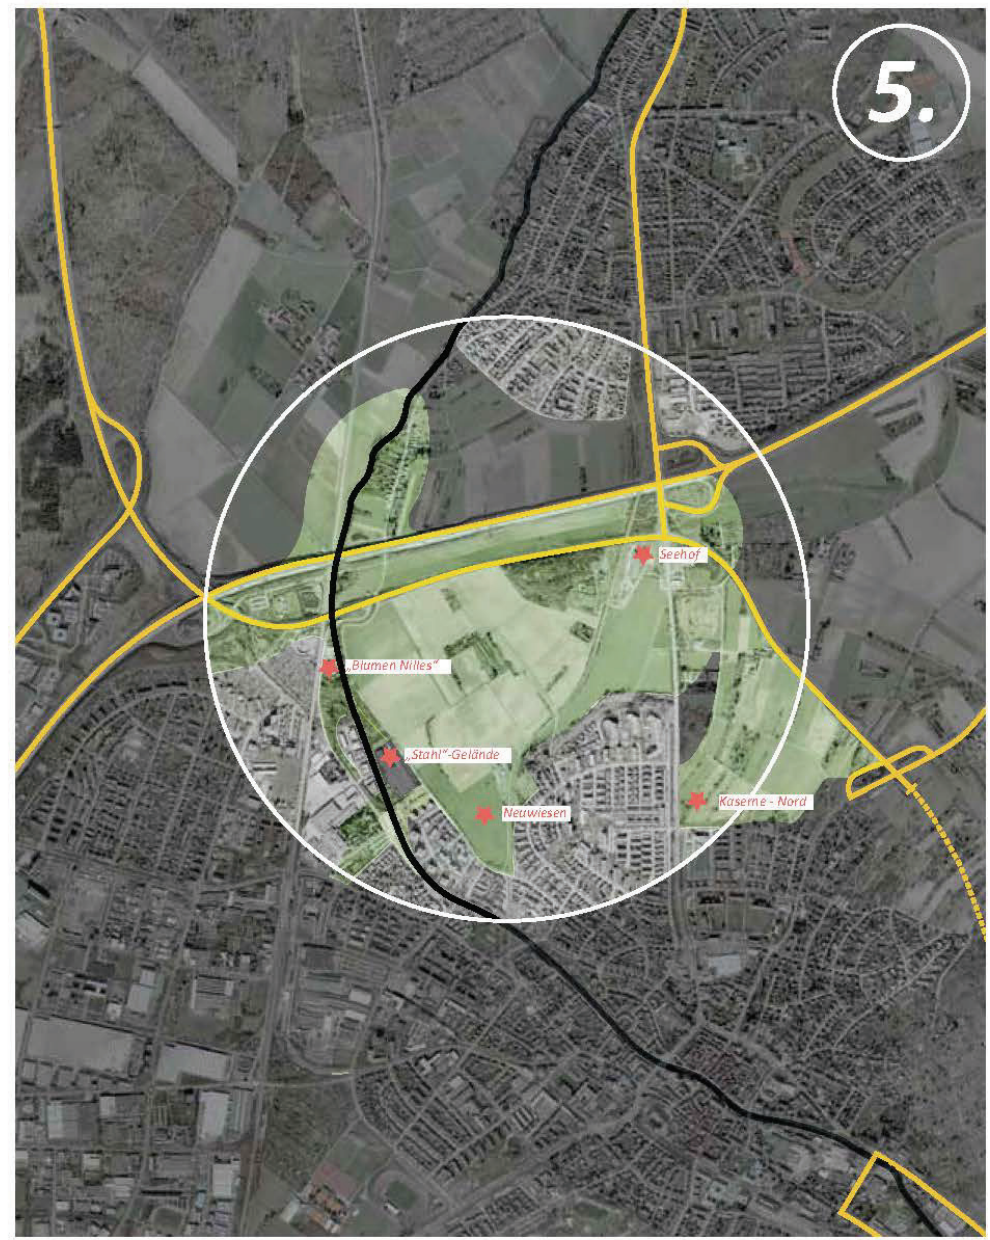 5.
Seehof
„Blumen Nilles“
„Stahl“-Gelände
Neuwiesen
Kaserne - Nord